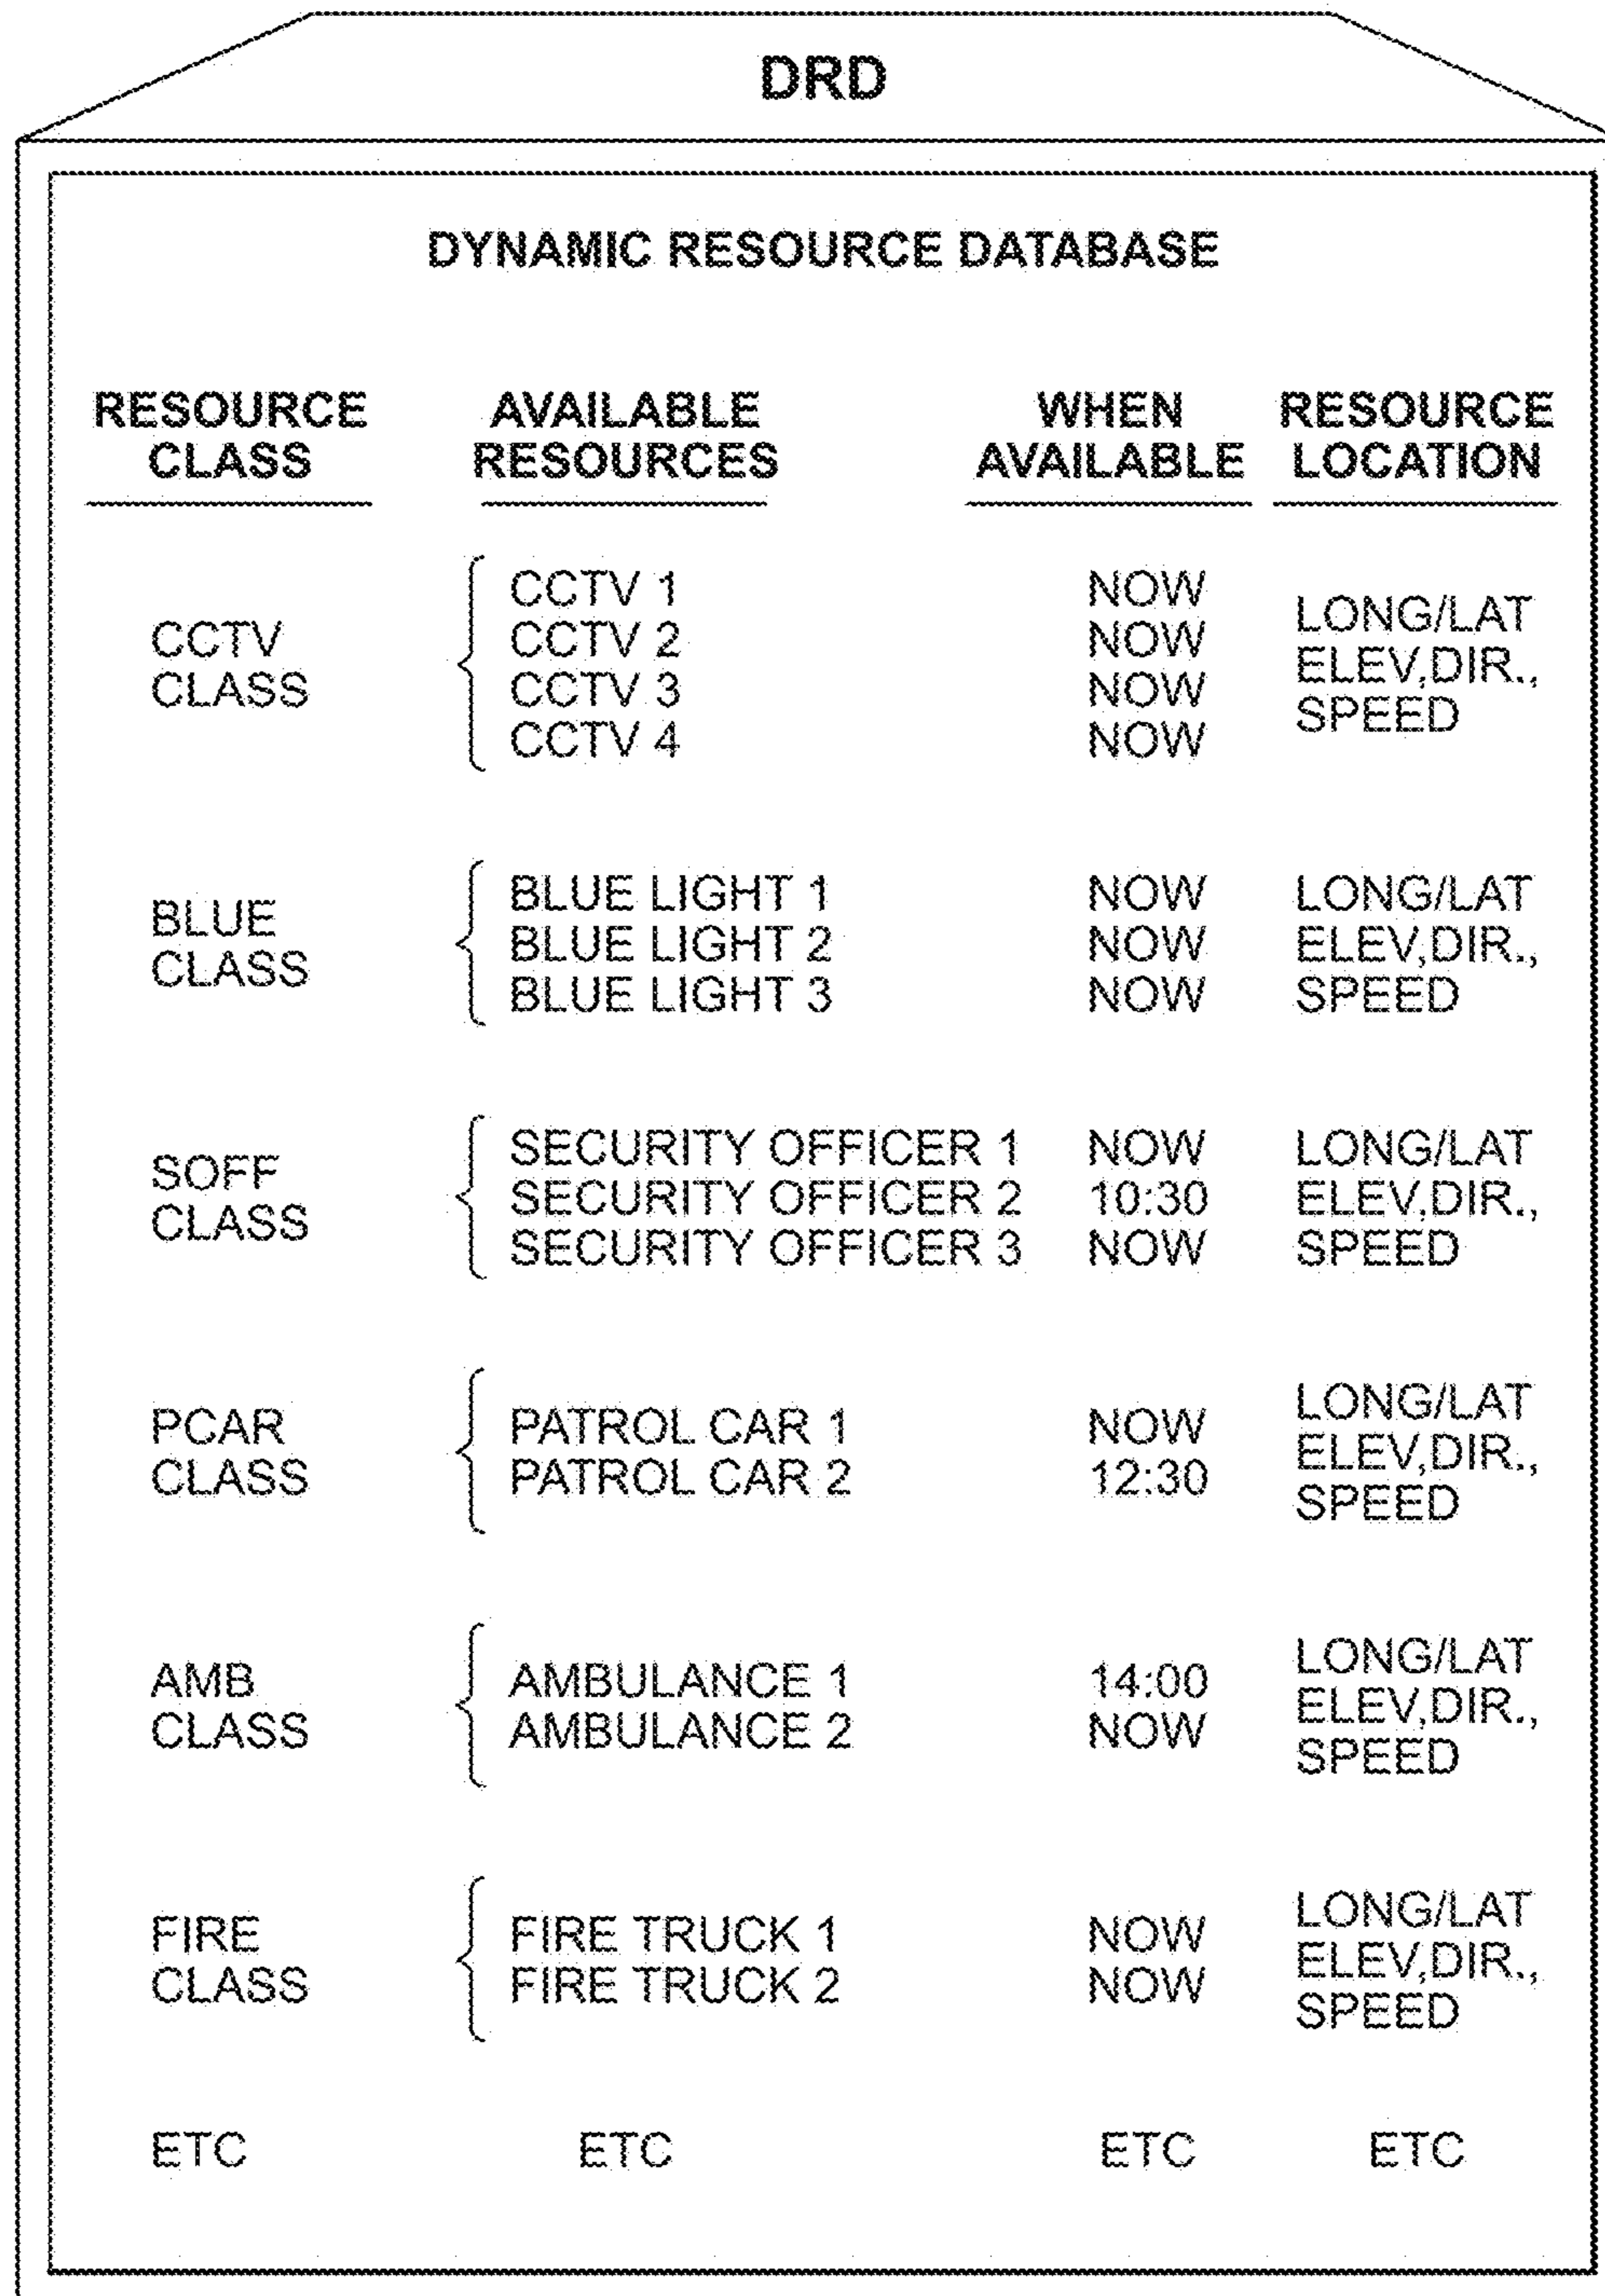 DRD
DYNAMIC RESOURCE DATABASE
RESOURCE CLASS AVAILABLE RESOURCES WHEN AVAILABLE RESOURCE LOCATION
CCTV CLASS
CCTV 1 NOW
CCTV 2 NOW
CCTV 3 NOW
CCTV 4 NOW
LONG/LAT
ELEV,DIR.,
SPEED
BLUE CLASS
BLUE LIGHT 1 NOW
BLUE LIGHT 2 NOW
BLUE LIGHT 3 NOW
LONG/LAT
ELEV,DIR.,
SPEED
SOFF CLASS
SECURITY OFFICER 1 NOW
SECURITY OFFICER 2 10:30
SECURITY OFFICER 3 NOW
LONG/LAT
ELEV,DIR.,
SPEED
PCAR CLASS
PATROL CAR 1 NOW
PATROL CAR 2 12:30
LONG/LAT
ELEV,DIR.,
SPEED
AMB CLASS
AMBULANCE 1 14:00
AMBULANCE 2 NOW
LONG/LAT
ELEV,DIR.,
SPEED
FIRE CLASS
FIRE TRUCK 1 NOW
FIRE TRUCK 2 NOW
LONG/LAT
ELEV,DIR.,
SPEED
ETC ETC ETC ETC